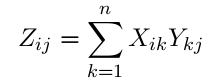 Z_{ij} = \sum_{k=1}^{n} X_{ik} Y_{kj}